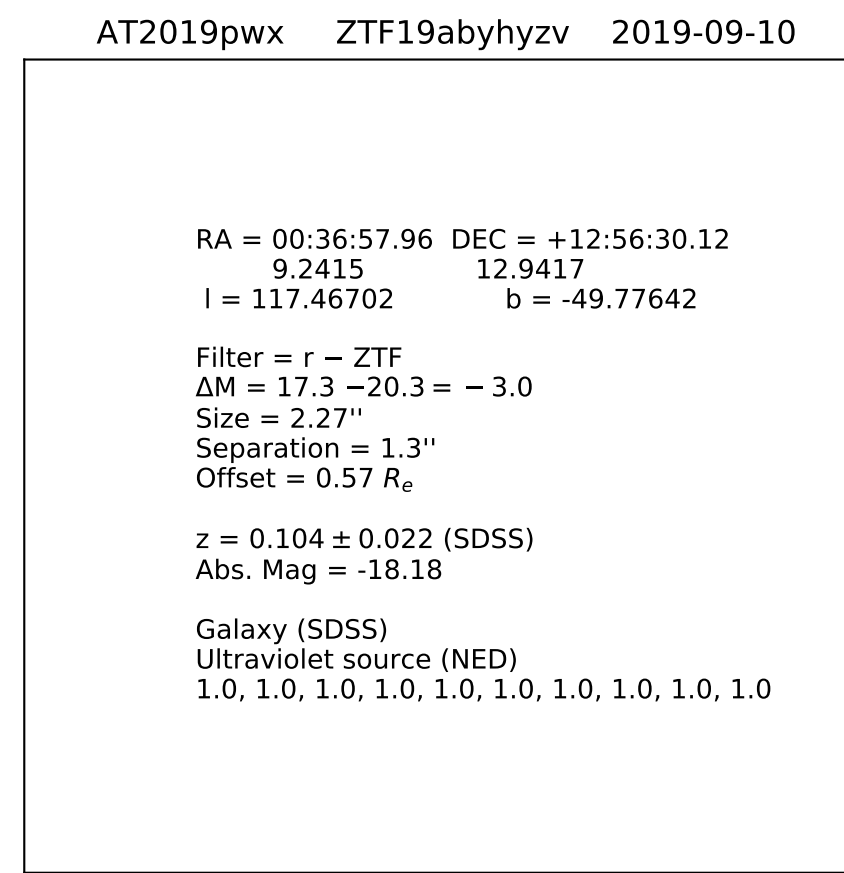 AT2019pwx ZTF19abyhyzv 2019-09-10
RA = 00:36:57.96 DEC = +12:56:30.12
9.2415 12.9417
l = 117.46702 b = -49.77642
Filter = r − ZTF
ΔM = 17.3 −20.3 = − 3.0
Size = 2.27''
Separation = 1.3''
Offset = 0.57 Rₑ
z = 0.104 ± 0.022 (SDSS)
Abs. Mag = -18.18
Galaxy (SDSS)
Ultraviolet source (NED)
1.0, 1.0, 1.0, 1.0, 1.0, 1.0, 1.0, 1.0, 1.0, 1.0